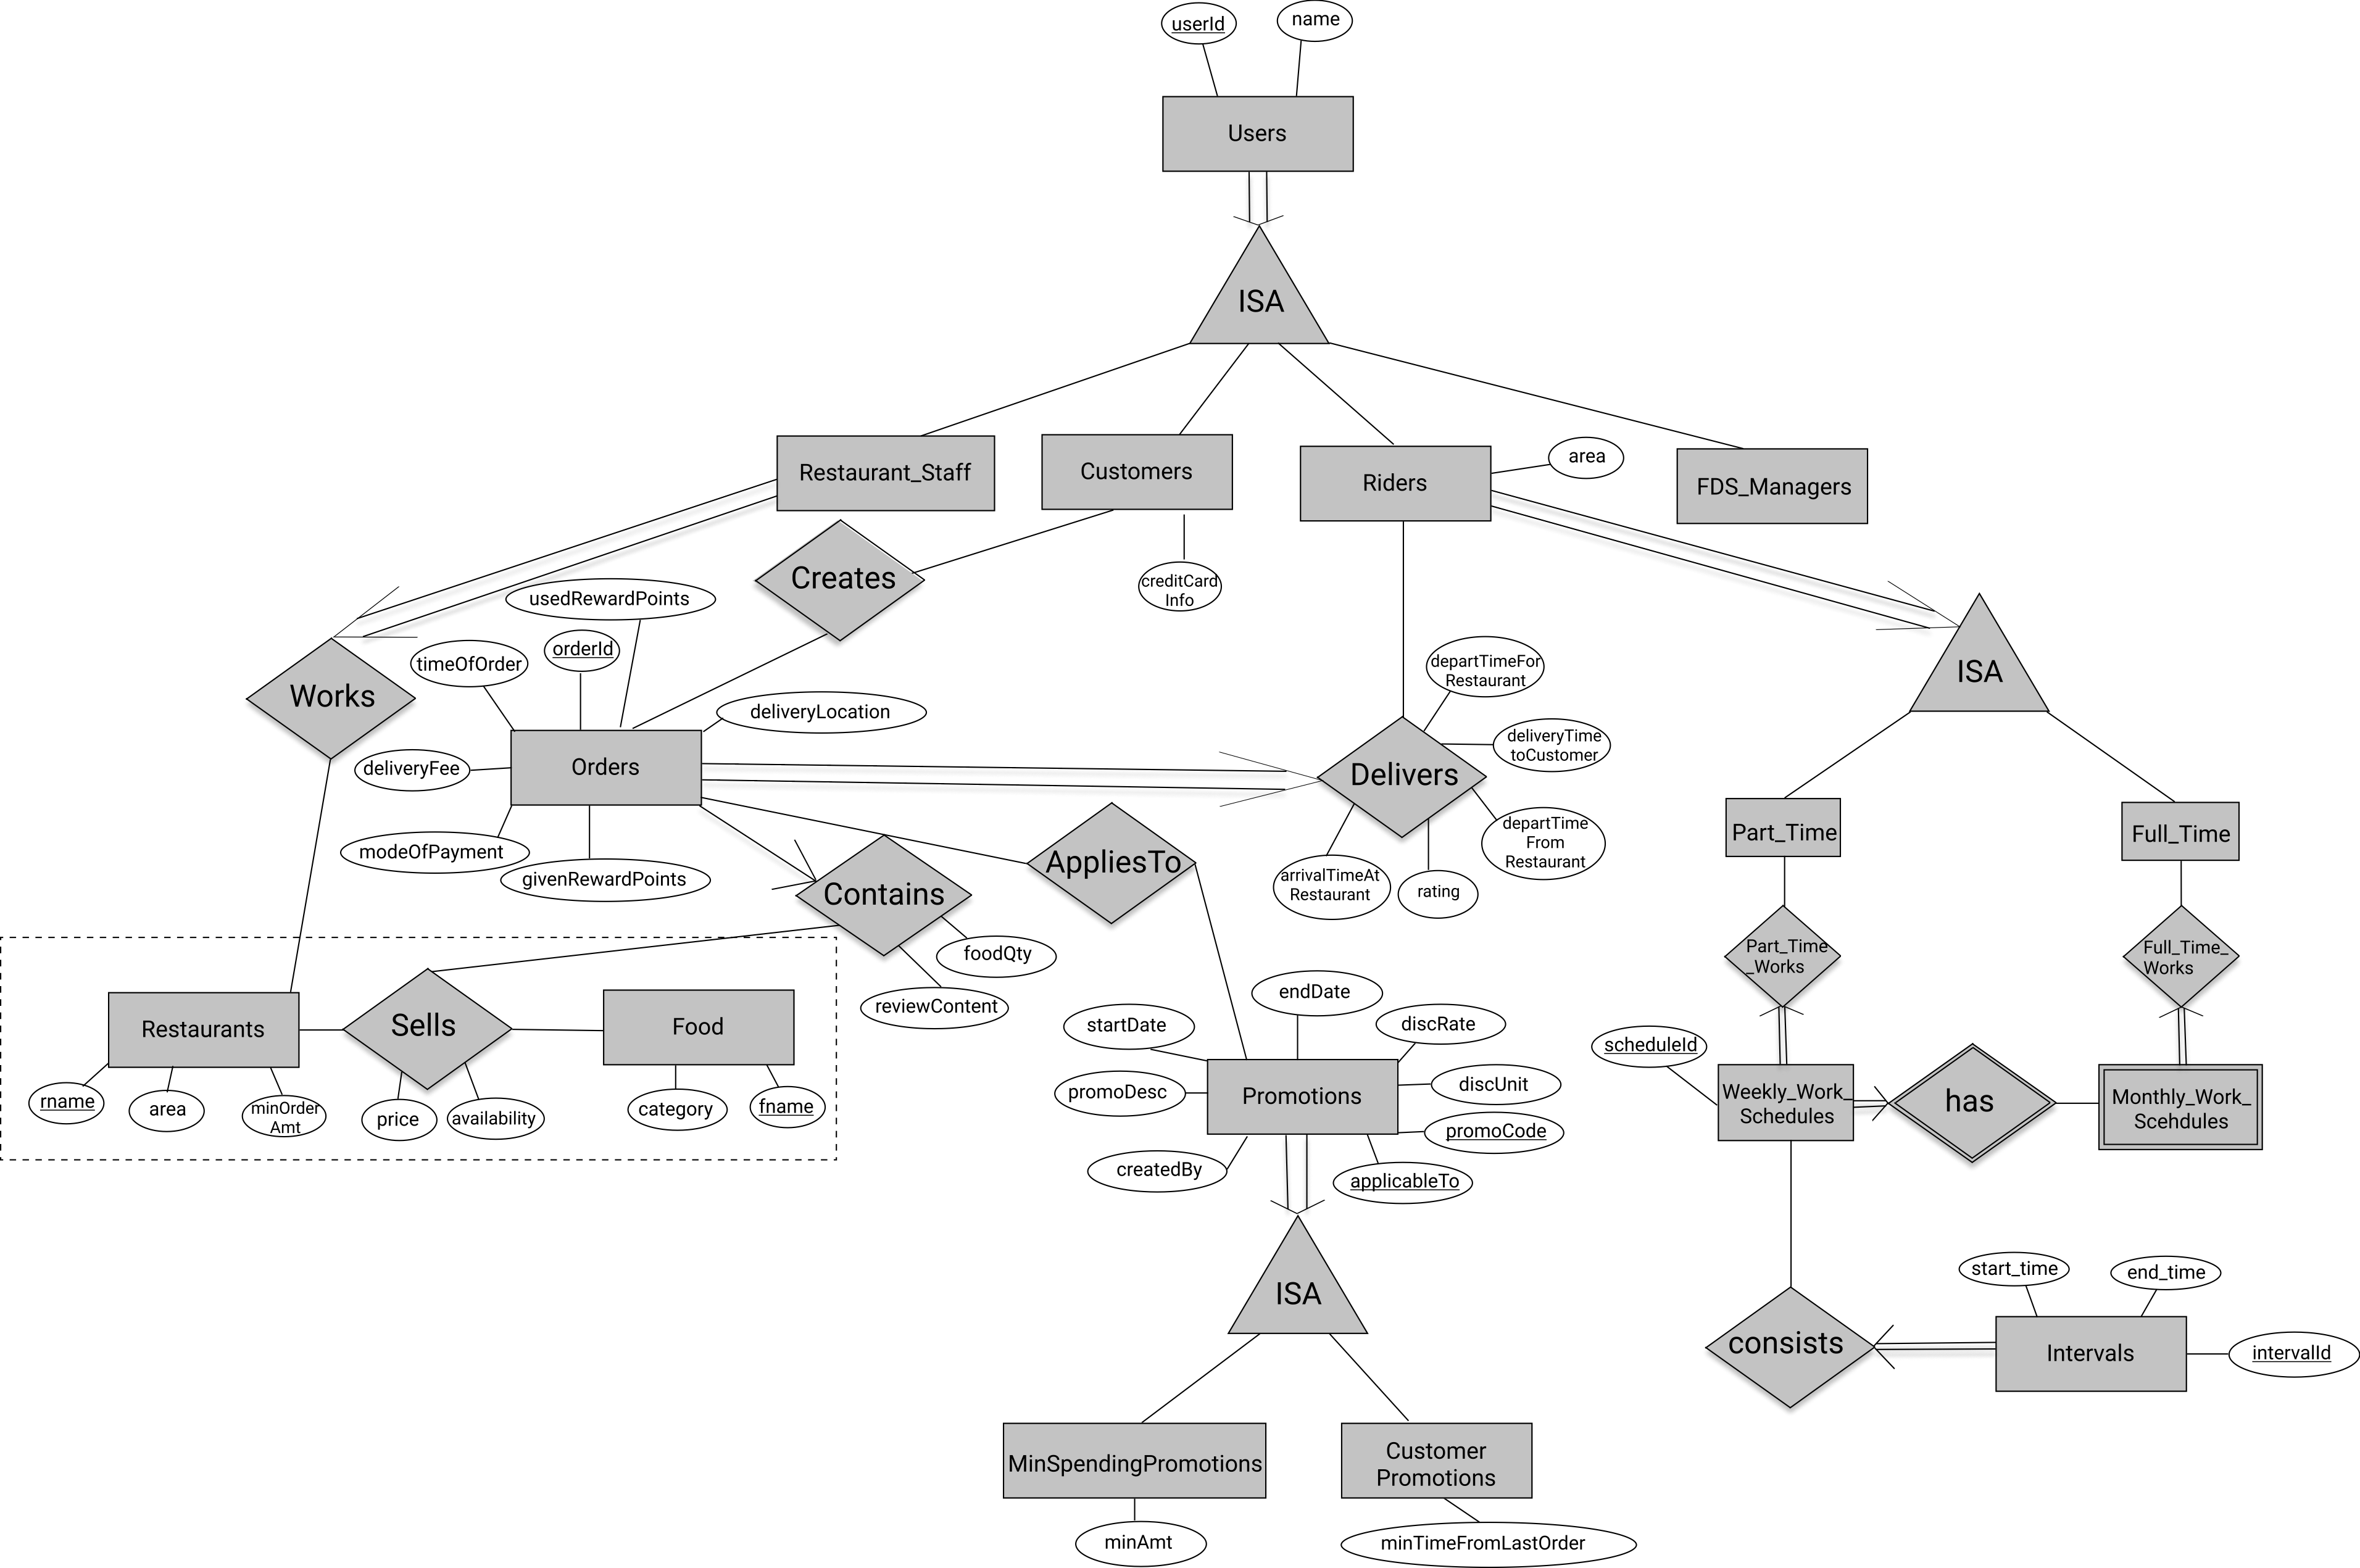 userId
name
Users
ISA
Restaurant_Staff
Customers
Riders
area
FDS_Managers
Creates
creditCard
Info
usedRewardPoints
orderId
timeOfOrder
Works
deliveryLocation
departTimeFor
Restaurant
ISA
deliveryFee
Orders
Delivers
deliveryTime
toCustomer
modeOfPayment
givenRewardPoints
Contains
AppliesTo
departTime
From
Restaurant
arrivalTimeAt
Restaurant
rating
Part_Time
Full_Time
foodQty
reviewContent
Part_Time
_Works
Full_Time_
Works
Restaurants
Sells
Food
rname
area
minOrder
Amt
price
availability
category
fname
startDate
endDate
discRate
promoDesc
Promotions
discUnit
promoCode
createdBy
applicableTo
scheduleId
Weekly_Work_
Schedules
has
Monthly_Work_
Scehdules
ISA
start_time
end_time
consists
Intervals
intervalId
MinSpendingPromotions
Customer
Promotions
minAmt
minTimeFromLastOrder